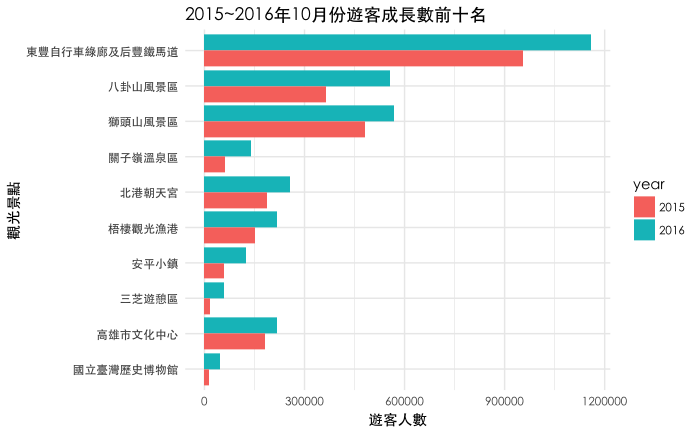 2015~2016年10月份遊客成長數前十名
東豐自行車綠廊及后豐鐵馬道
八卦山風景區
獅頭山風景區
關子嶺溫泉區
北港朝天宮
梧棲觀光漁港
安平小鎮
三芝遊憩區
高雄市文化中心
國立臺灣歷史博物館
觀光景點
0
300000
600000
900000
1200000
遊客人數
year
2015
2016